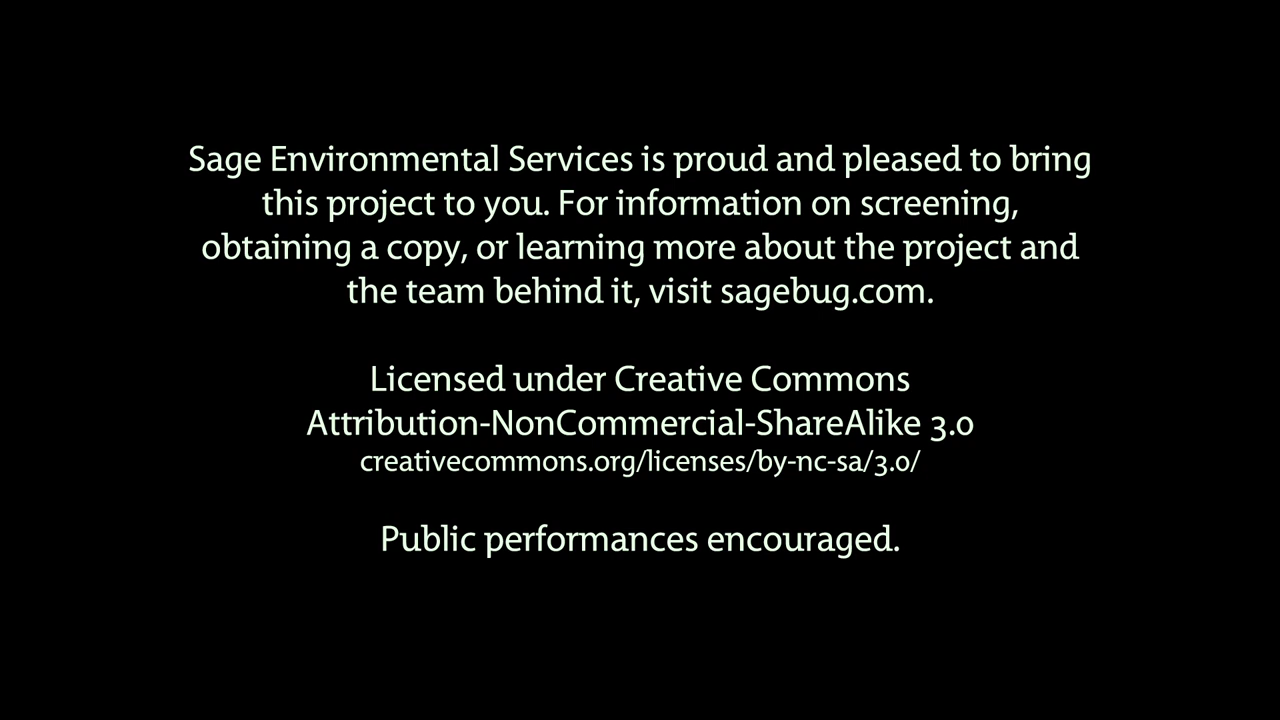 Sage Environmental Services is proud and pleased to bring
this project to you. For information on screening,
obtaining a copy, or learning more about the project and
the team behind it, visit sagebug.com.
Licensed under Creative Commons
Attribution-NonCommercial-ShareAlike 3.0
creativecommons.org/licenses/by-nc-sa/3.0/
Public performances encouraged.